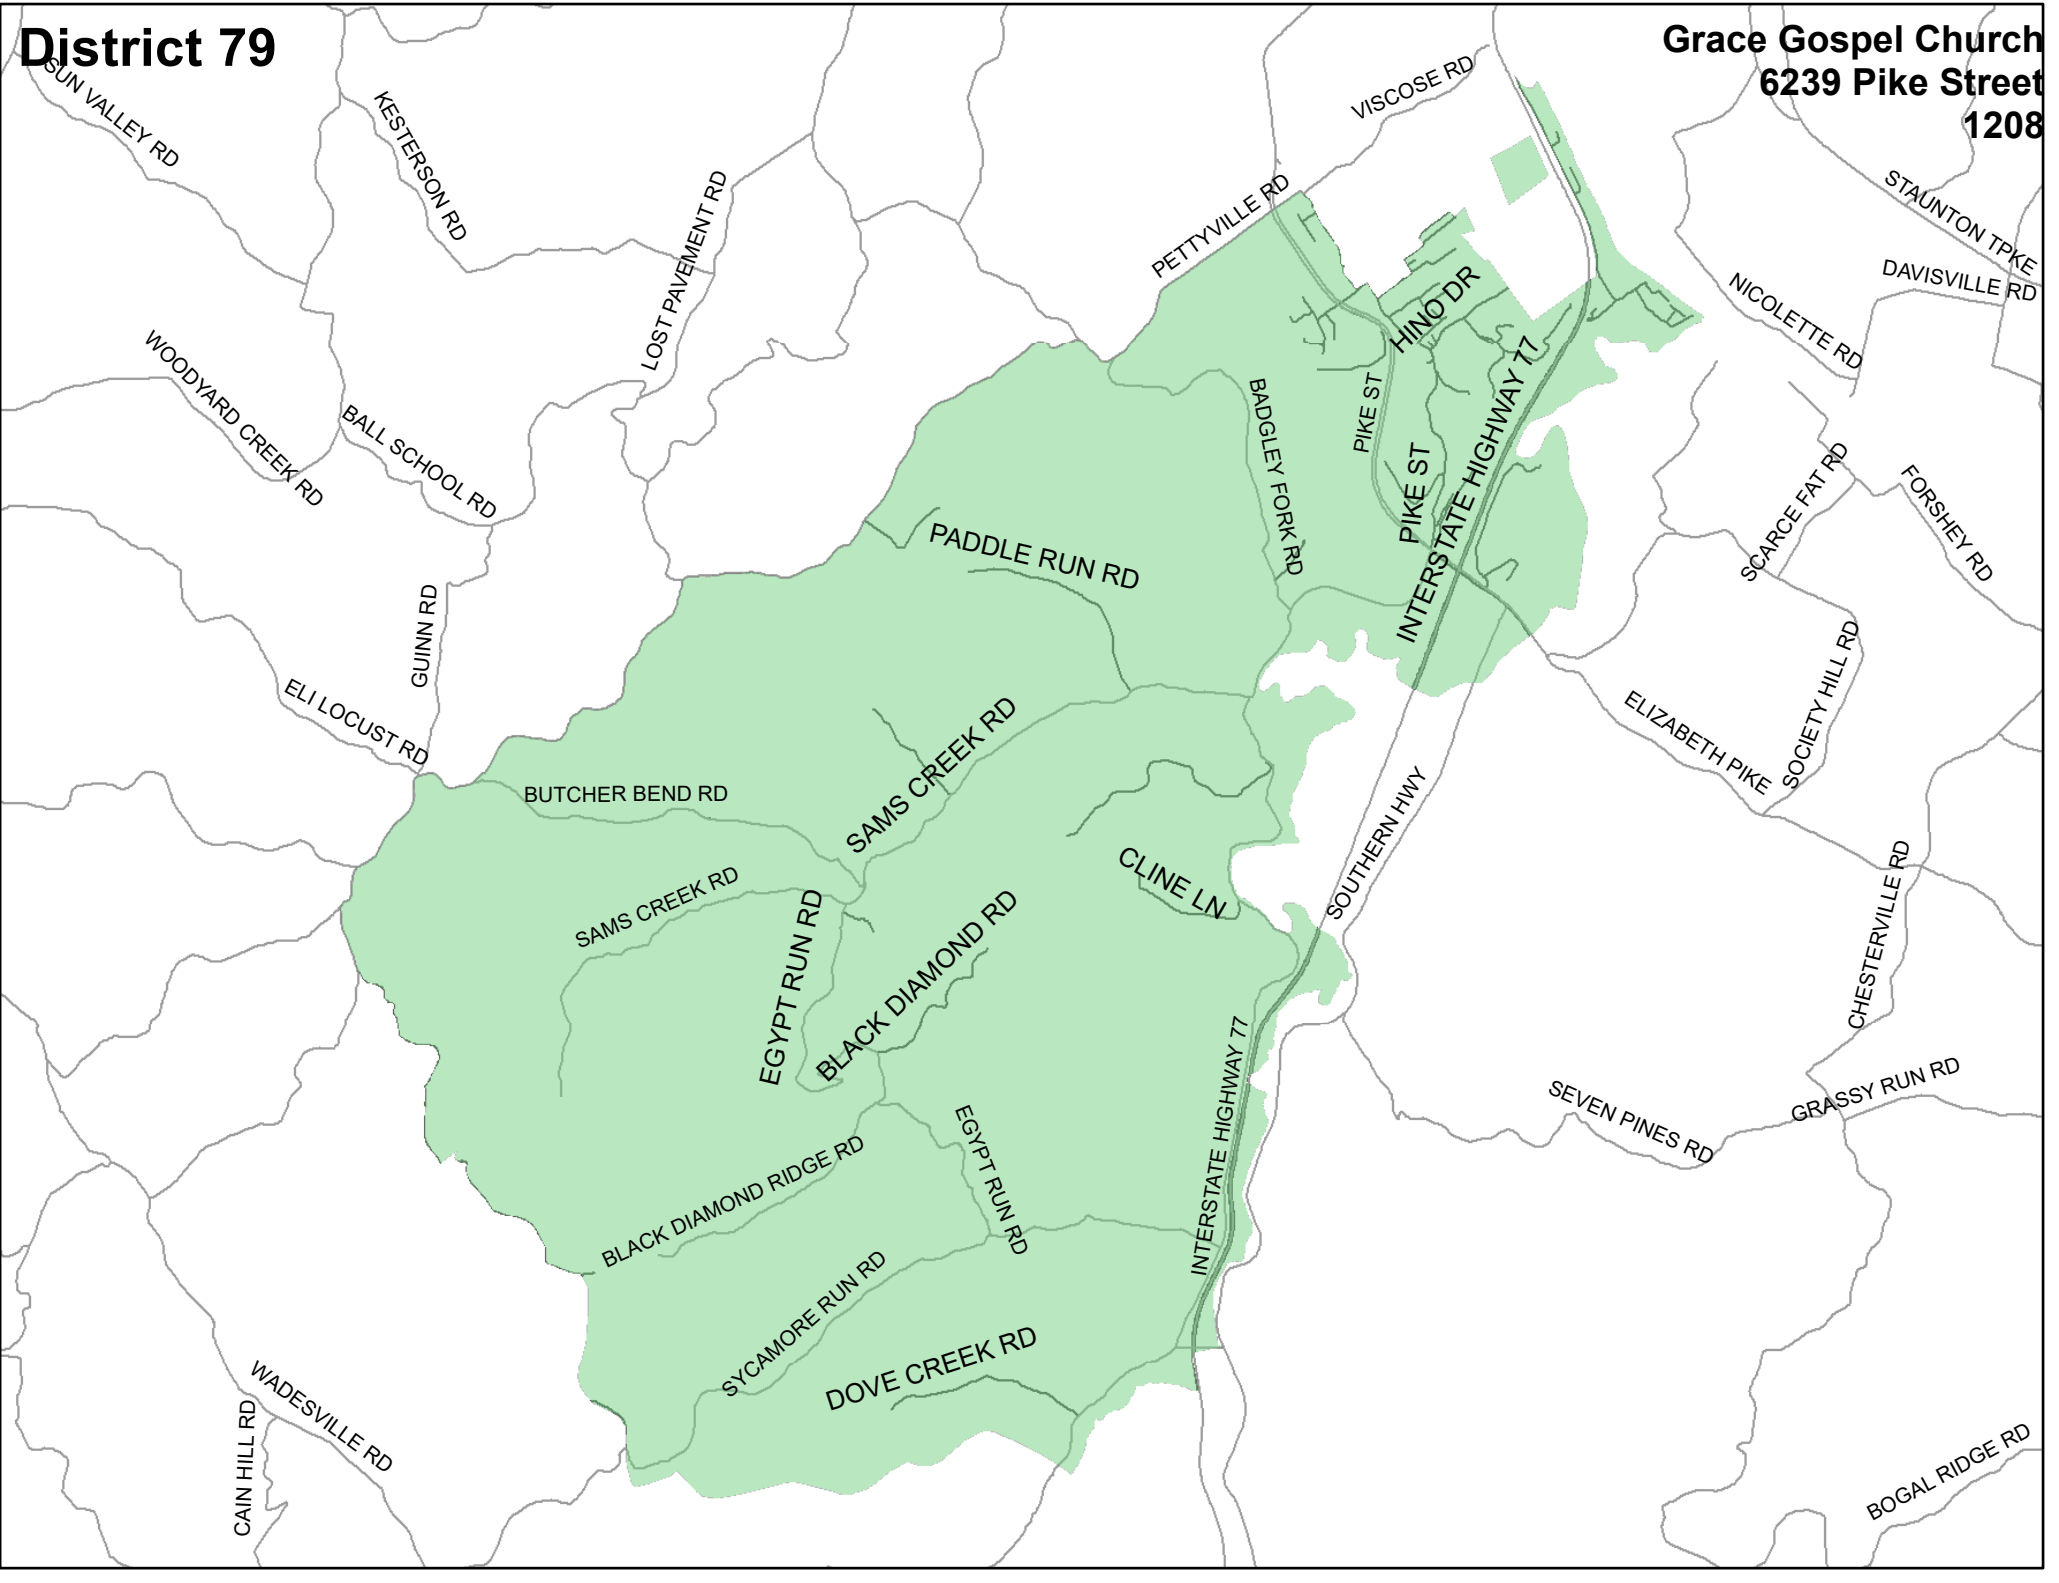 District 79
Grace Gospel Church
6239 Pike Street
1208
SUN VALLEY RD
KESTERSON RD
VISCOSE RD
LOST PAVEMENT RD
PETTYVILLE RD
STAUNTON TPKE
DAVISVILLE RD
NICOLETTE RD
HINO DR
WOODYARD CREEK RD
BALL SCHOOL RD
BADGLEY FORK RD
PIKE ST
PIKE ST
INTERSTATE HIGHWAY 77
SCARCE FAT RD
FORSHEY RD
PADDLE RUN RD
GUINN RD
ELI LOCUST RD
SOCIETY HILL RD
ELIZABETH PIKE
SAMS CREEK RD
BUTCHER BEND RD
SOUTHERN HWY
CLINE LN
SAMS CREEK RD
EGYPT RUN RD
BLACK DIAMOND RD
CHESTERVILLE RD
INTERSTATE HIGHWAY 77
SEVEN PINES RD
GRASSY RUN RD
EGYPT RUN RD
BLACK DIAMOND RIDGE RD
SYCAMORE RUN RD
DOVE CREEK RD
WADESVILLE RD
CAIN HILL RD
BOGAL RIDGE RD